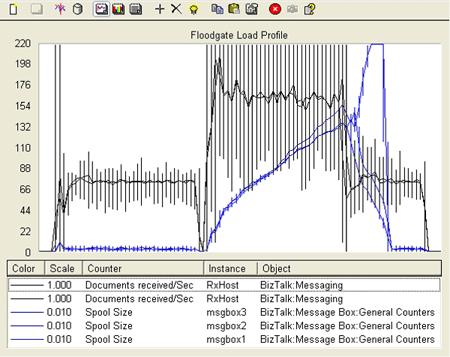 Floodgate Load Profile
220
198
176
154
132
110
88
66
44
22
0
Color Scale Counter Instance Object
1.000 Documents received/Sec RxHost BizTalk:Messaging
1.000 Documents received/Sec RxHost BizTalk:Messaging
0.010 Spool Size msgbox3 BizTalk:Message Box:General Counters
0.010 Spool Size msgbox2 BizTalk:Message Box:General Counters
0.010 Spool Size msgbox1 BizTalk:Message Box:General Counters